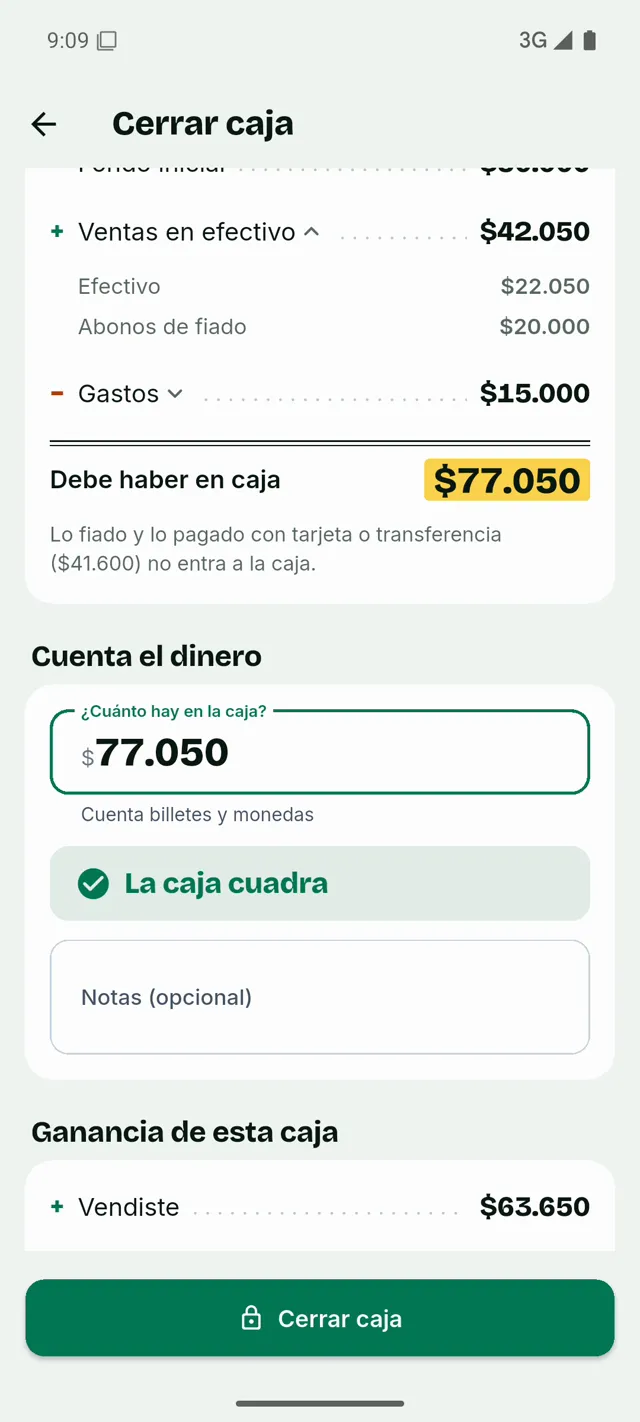 9:09
3G
Cerrar caja
+ Ventas en efectivo $42.050
Efectivo $22.050
Abonos de fiado $20.000
- Gastos $15.000
Debe haber en caja $77.050
Lo fiado y lo pagado con tarjeta o transferencia
($41.600) no entra a la caja.
Cuenta el dinero
¿Cuánto hay en la caja?
$77.050
Cuenta billetes y monedas
La caja cuadra
Notas (opcional)
Ganancia de esta caja
+ Vendiste $63.650
Cerrar caja